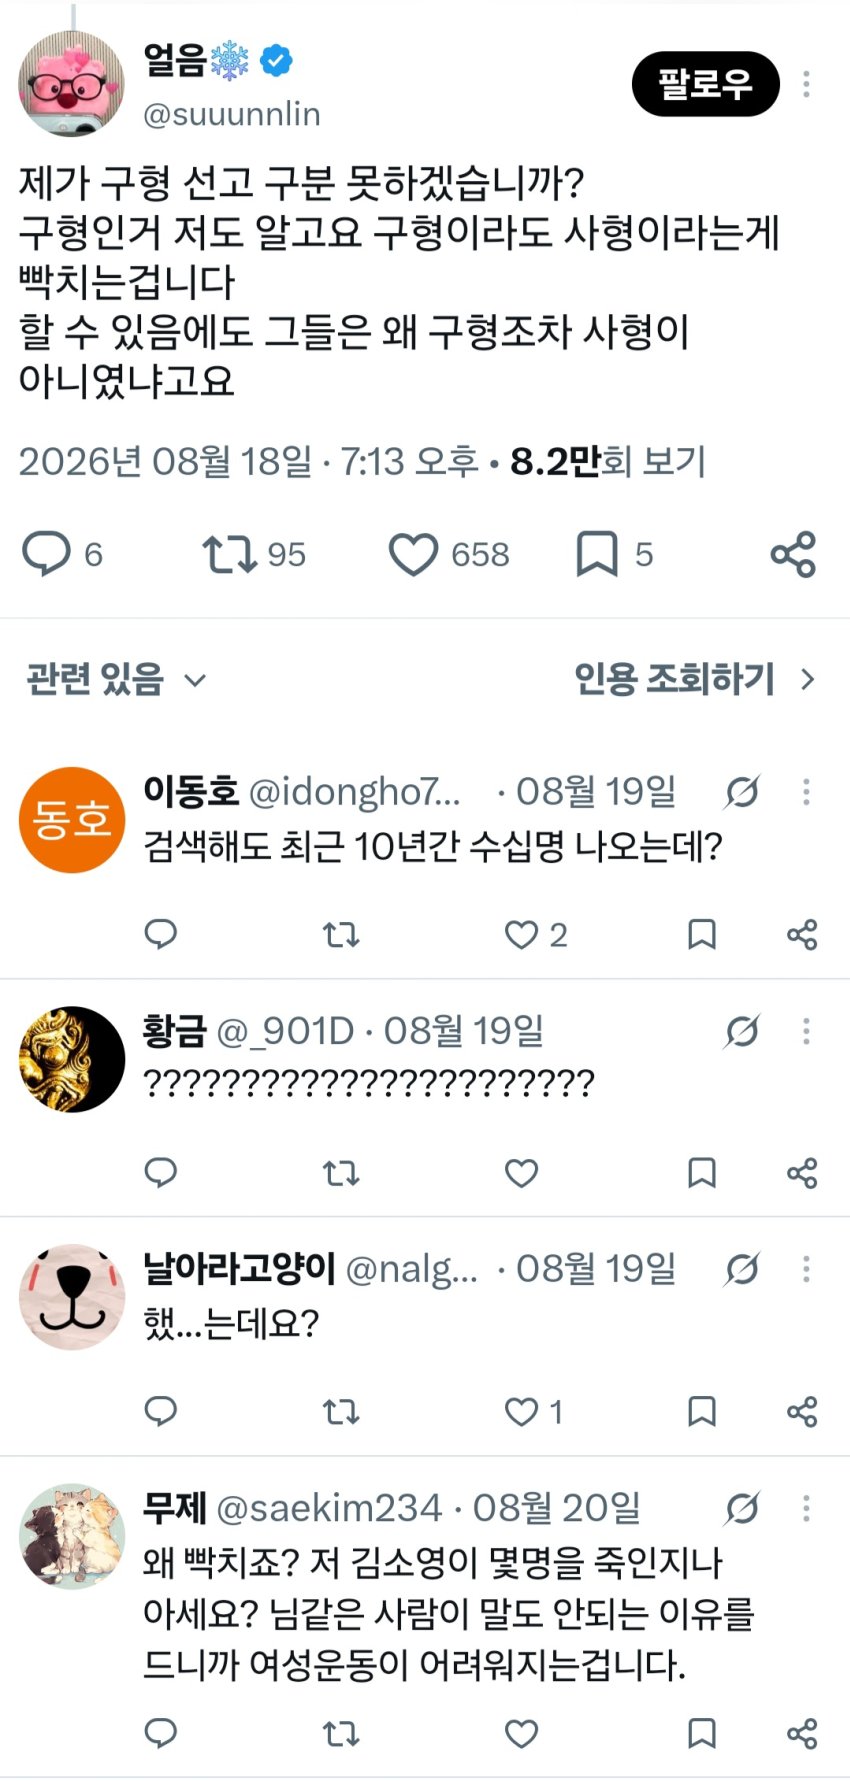 얼음❄️
@suuunnlin
팔로우
제가 구형 선고 구분 못하겠습니까?
구형인거 저도 알고요 구형이라도 사형이라는게
빡치는겁니다
할 수 있음에도 그들은 왜 구형조차 사형이
아니였냐고요
2026년 08월 18일 · 7:13 오후 • 8.2만회 보기
6 95 658 5
관련 있음 인용 조회하기
동호
이동호 @idongho7... · 08월 19일
검색해도 최근 10년간 수십명 나오는데?
2
황금 @_901D · 08월 19일
???????????????????????
날아라고양이 @nalg... · 08월 19일
했...는데요?
1
무제 @saekim234 · 08월 20일
왜 빡치죠? 저 김소영이 몇명을 죽인지나
아세요? 님같은 사람이 말도 안되는 이유를
드니까 여성운동이 어려워지는겁니다.